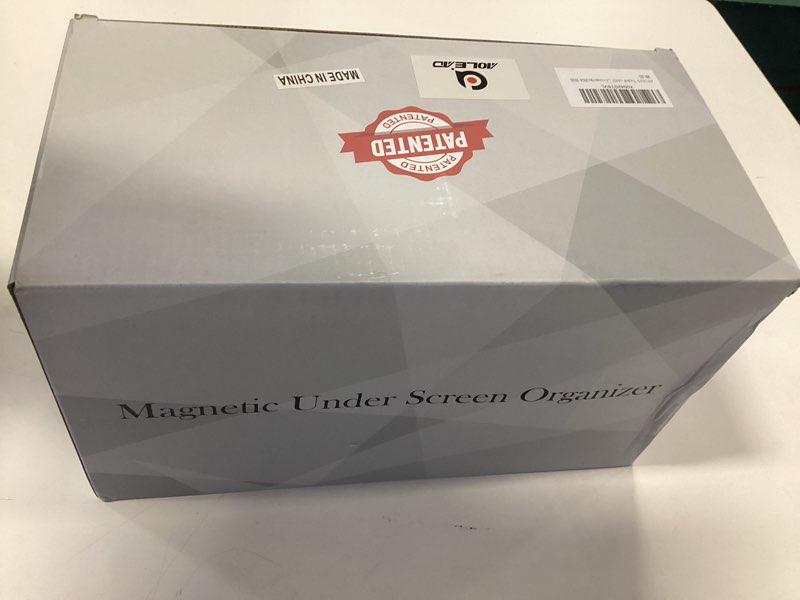 MADE IN CHINA
AOLEAD
PATENTED
PATENTED
PATENTED
Magnetic Under Screen Organizer